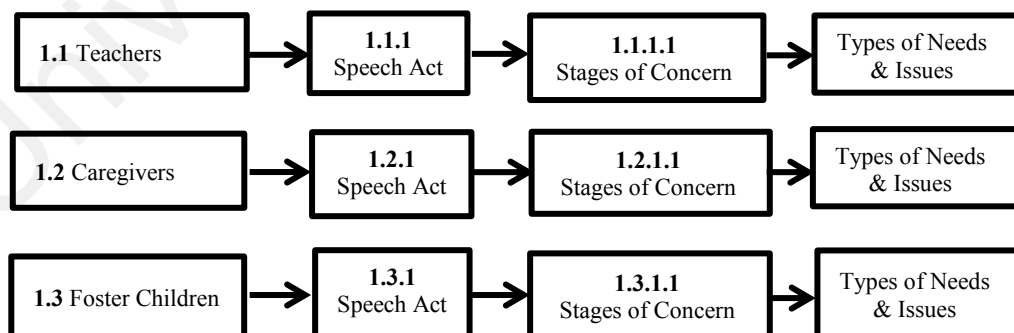 1.1 Teachers
1.1.1
Speech Act
1.1.1.1
Stages of Concern
Types of Needs
& Issues
1.2 Caregivers
1.2.1
Speech Act
1.2.1.1
Stages of Concern
Types of Needs
& Issues
1.3 Foster Children
1.3.1
Speech Act
1.3.1.1
Stages of Concern
Types of Needs
& Issues